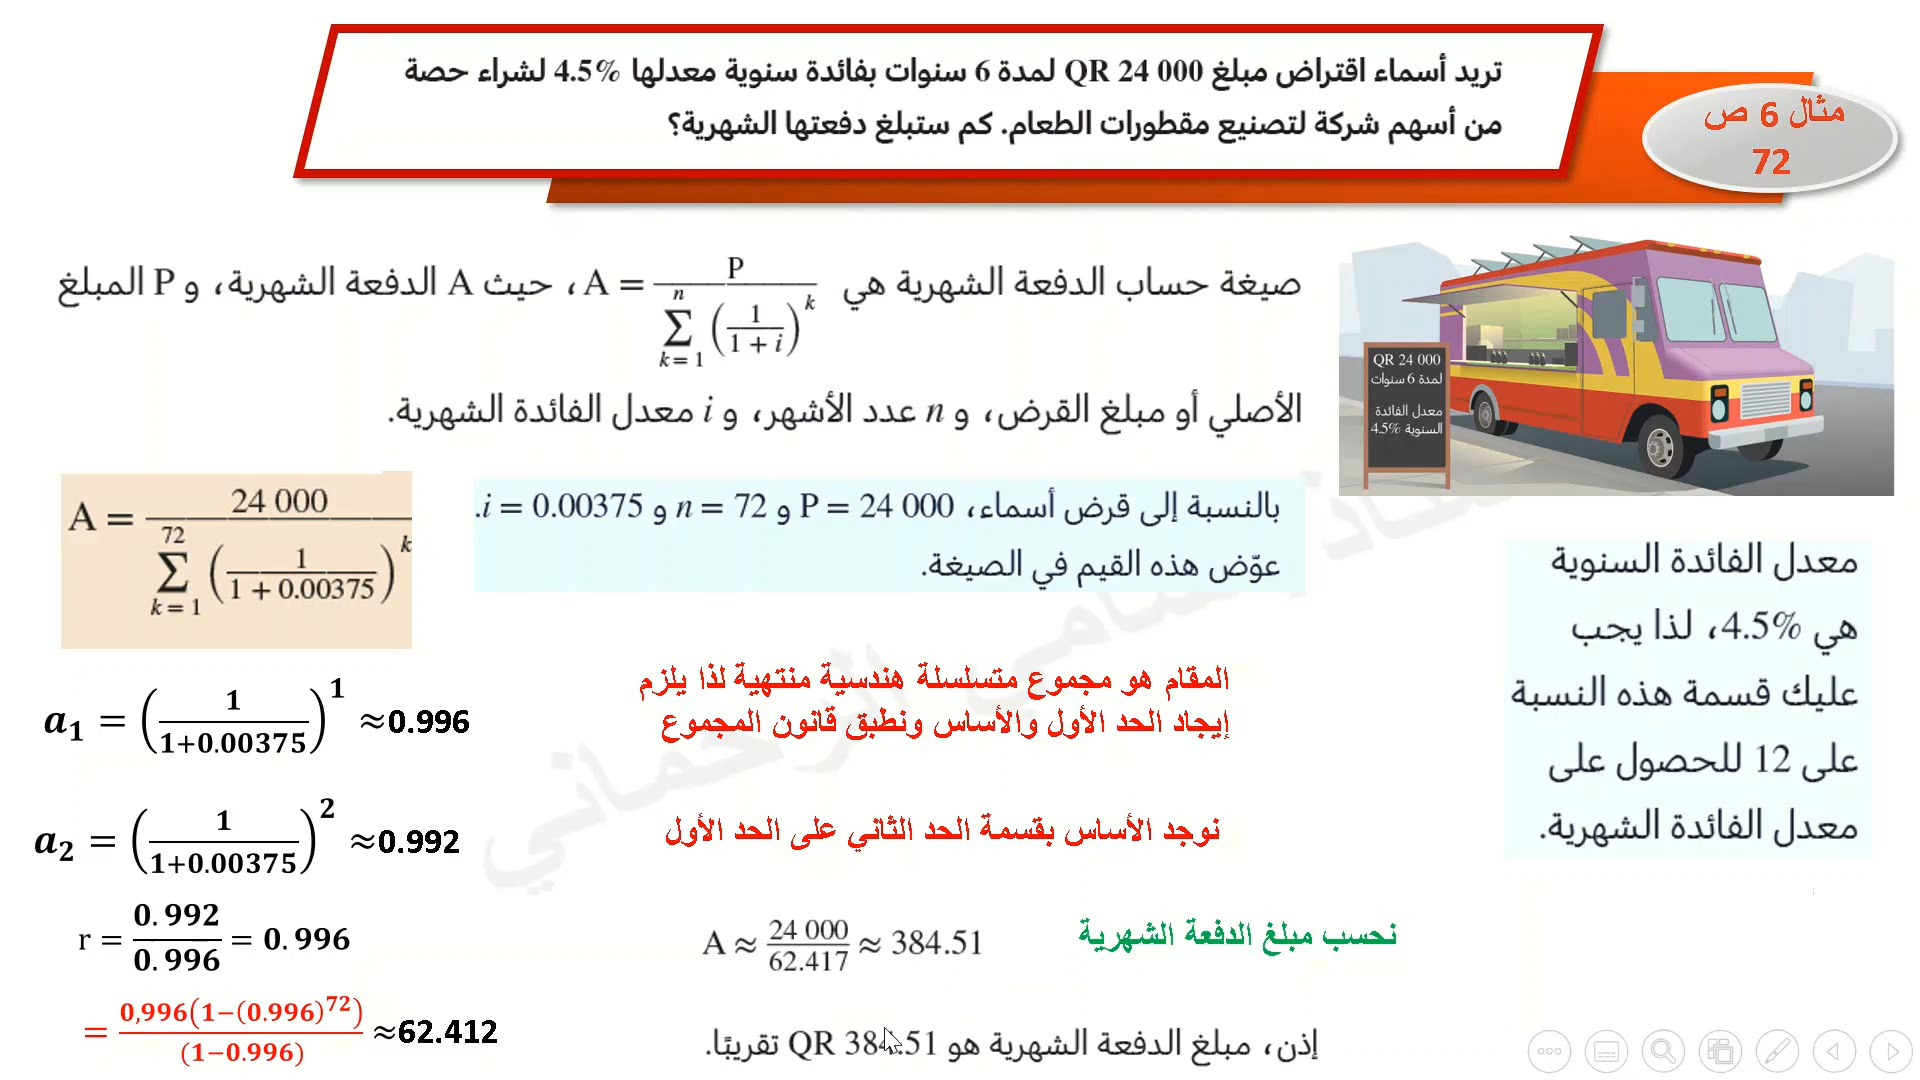 مثال 6 ص
72
تريد أسماء اقتراض مبلغ QR 24 000 لمدة 6 سنوات بفائدة سنوية معدلها 4.5% لشراء حصة
من أسهم شركة لتصنيع مقطورات الطعام. كم ستبلغ دفعتها الشهرية؟
صيغة حساب الدفعة الشهرية هي A = P / ∑_{k=1}^{n} (1/(1 + i))^k ، حيث A الدفعة الشهرية، و P المبلغ
الأصلي أو مبلغ القرض، و n عدد الأشهر، و i معدل الفائدة الشهرية.
QR 24 000
لمدة 6 سنوات
معدل الفائدة
السنوية 4.5%
بالنسبة إلى قرض أسماء، P = 24 000 و n = 72 و i = 0.00375.
عوّض هذه القيم في الصيغة.
A = 24 000 / ∑_{k=1}^{72} (1/(1 + 0.00375))^k
معدل الفائدة السنوية
هي 4.5%، لذا يجب
عليك قسمة هذه النسبة
على 12 للحصول على
معدل الفائدة الشهرية.
المقام هو مجموع متسلسلة هندسية منتهية لذا يلزم
إيجاد الحد الأول والأساس ونطبق قانون المجموع
a₁ = (1/(1+0.00375))^1 ≈0.996
نوجد الأساس بقسمة الحد الثاني على الحد الأول
a₂ = (1/(1+0.00375))^2 ≈0.992
r = 0.992/0.996 = 0.996
= 0,996(1−(0.996)^72)/(1−0.996) ≈62.412
نحسب مبلغ الدفعة الشهرية
A ≈ 24 000/62.417 ≈ 384.51
إذن، مبلغ الدفعة الشهرية هو QR 384.51 تقريبًا.
الرحماني